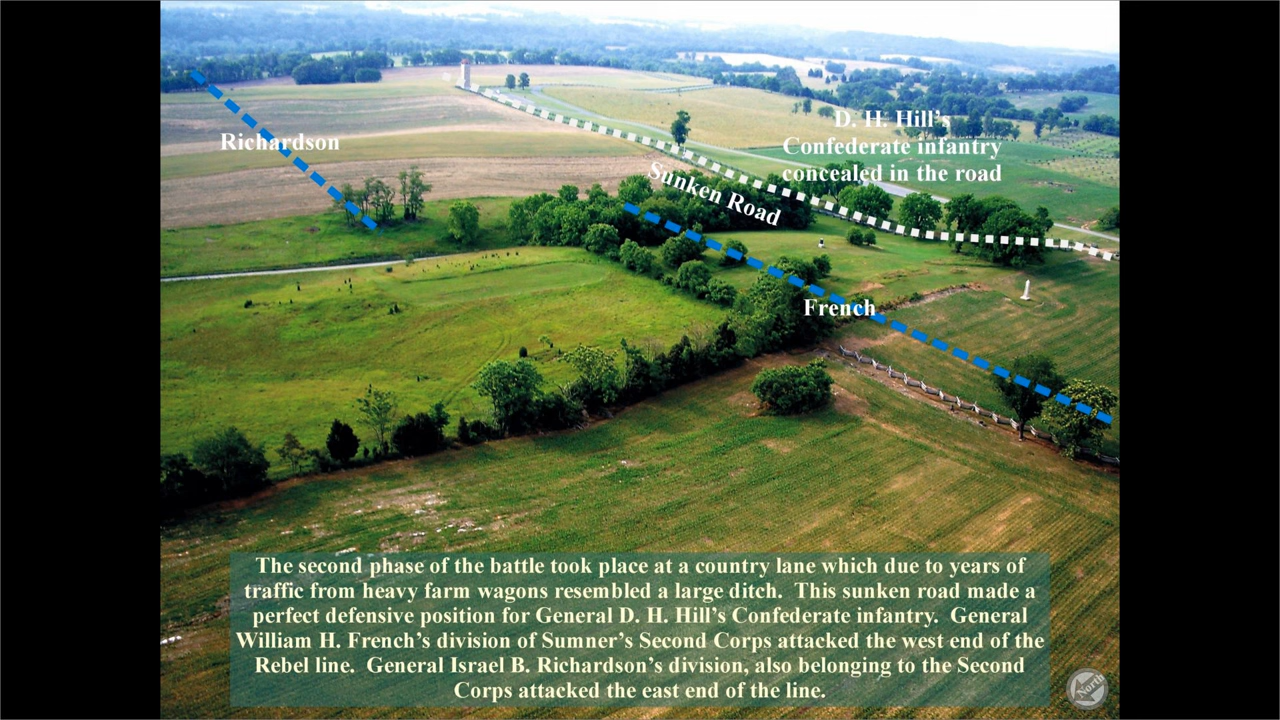 D. H. Hill’s
Confederate infantry
concealed in the road
Richardson
Sunken Road
French
The second phase of the battle took place at a country lane which due to years of
traffic from heavy farm wagons resembled a large ditch.  This sunken road made a
perfect defensive position for General D. H. Hill’s Confederate infantry.  General
William H. French’s division of Sumner’s Second Corps attacked the west end of the
Rebel line.  General Israel B. Richardson’s division, also belonging to the Second
Corps attacked the east end of the line.
North